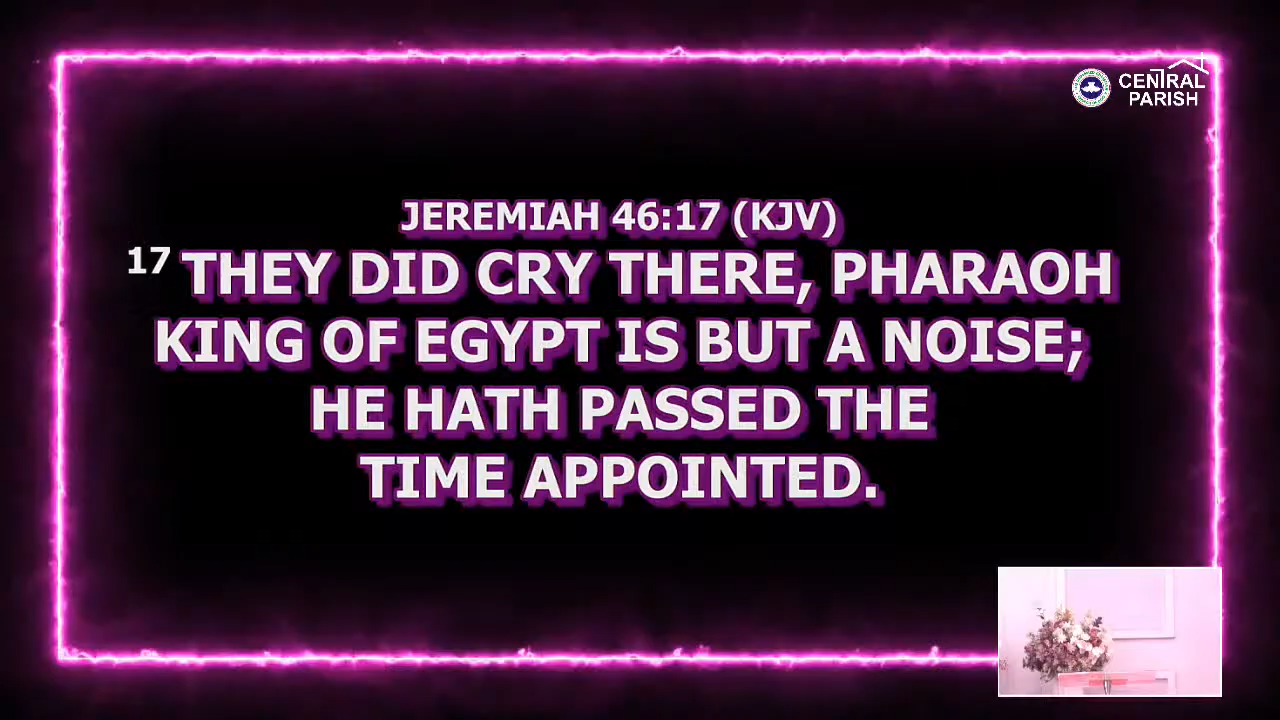 CENTRAL
PARISH
JEREMIAH 46:17 (KJV)
17 THEY DID CRY THERE, PHARAOH
KING OF EGYPT IS BUT A NOISE;
HE HATH PASSED THE
TIME APPOINTED.